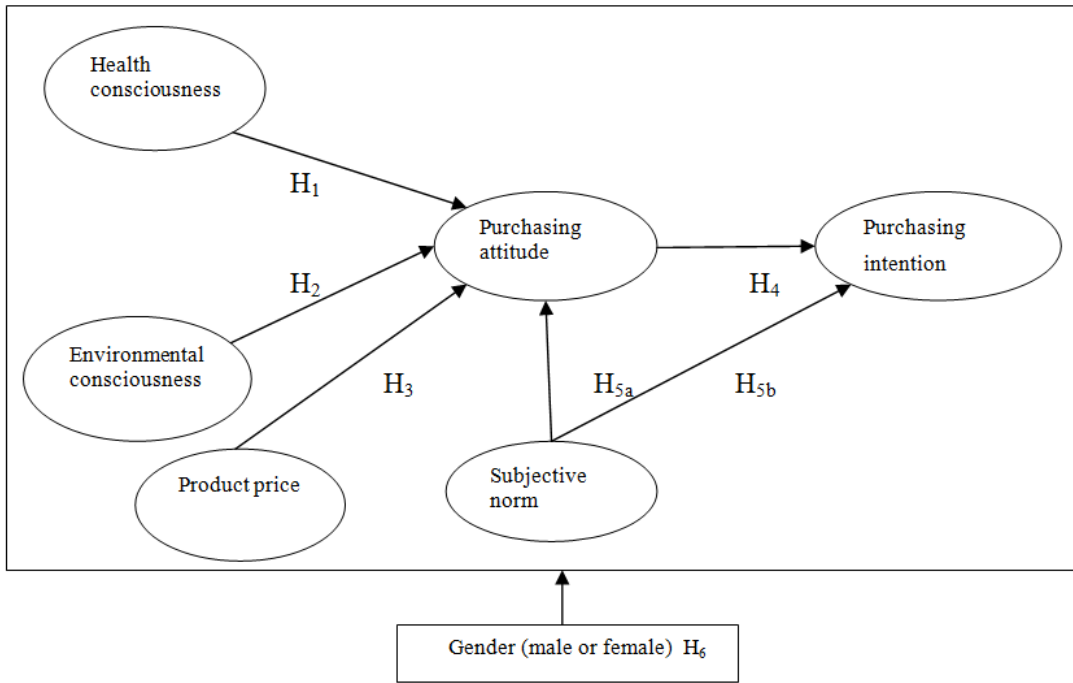 Health
consciousness
H₁
Purchasing
attitude
Purchasing
intention
H₂
H₄
Environmental
consciousness
H₃
H₅ₐ
H₅b
Product price
Subjective
norm
Gender (male or female) H₆